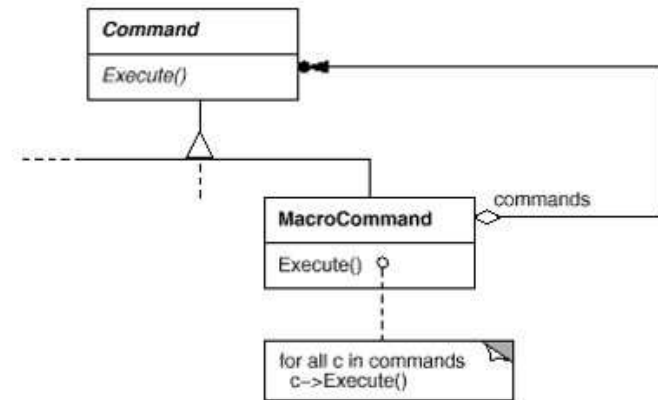 Command
Execute()
commands
MacroCommand
Execute()
for all c in commands
c->Execute()